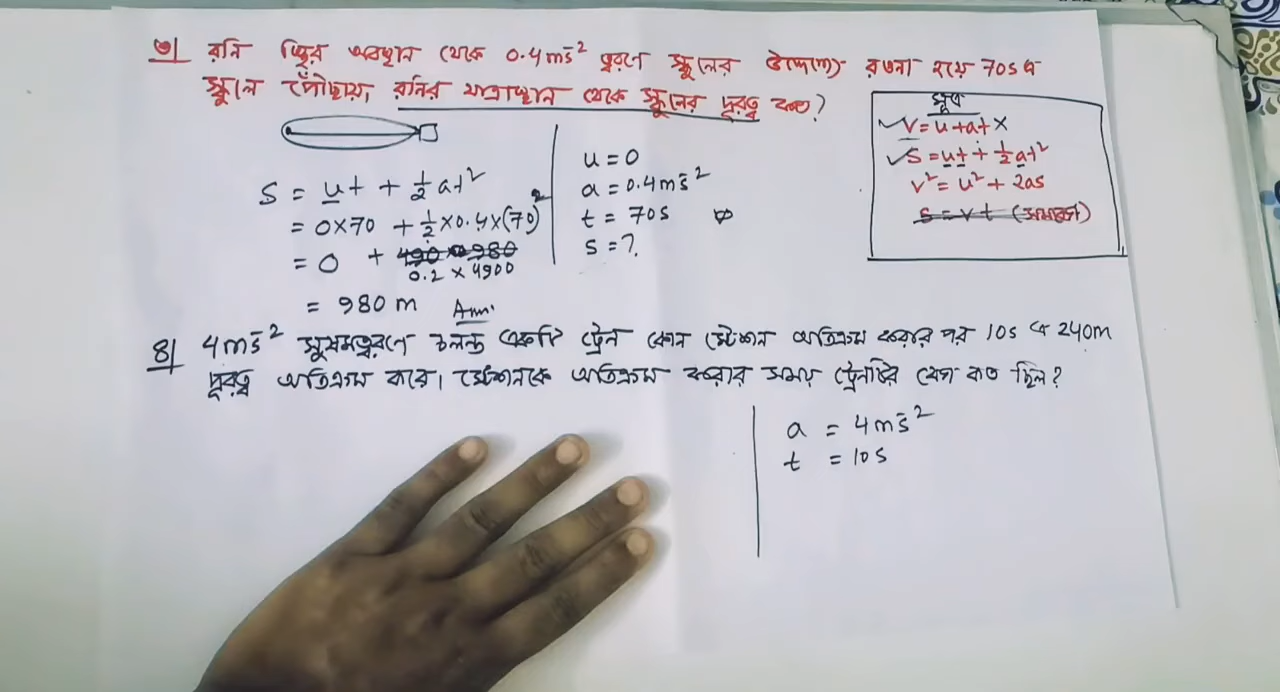 ৩| রনি স্থির অবস্থান থেকে 0.4ms⁻² ত্বরণে স্কুলের উদ্দেশ্যে রওনা হয়ে 70s এ
স্কুলে পৌঁছায়, রনির যাত্রাস্থান থেকে স্কুলের দূরত্ব কত?
S = ut + ½at²
= 0×70 + ½×0.4×(70)²
= 0 + 490 980
0.2 × 4900
= 980 m Ans.
u = 0
a = 0.4ms⁻²
t = 70s
s = ?
সূত্র
✓ V = u+at ×
✓ S = ut + ½at²
v² = u² + 2as
s = vt (সমবেগ)
৪| 4ms⁻² সুষমত্বরণে চলন্ত একটি ট্রেন কোন স্টেশন অতিক্রম করার পর 10s এ 240m
দূরত্ব অতিক্রম করে। স্টেশনকে অতিক্রম করার সময় ট্রেনটির বেগ কত ছিল?
a = 4ms⁻²
t = 10s